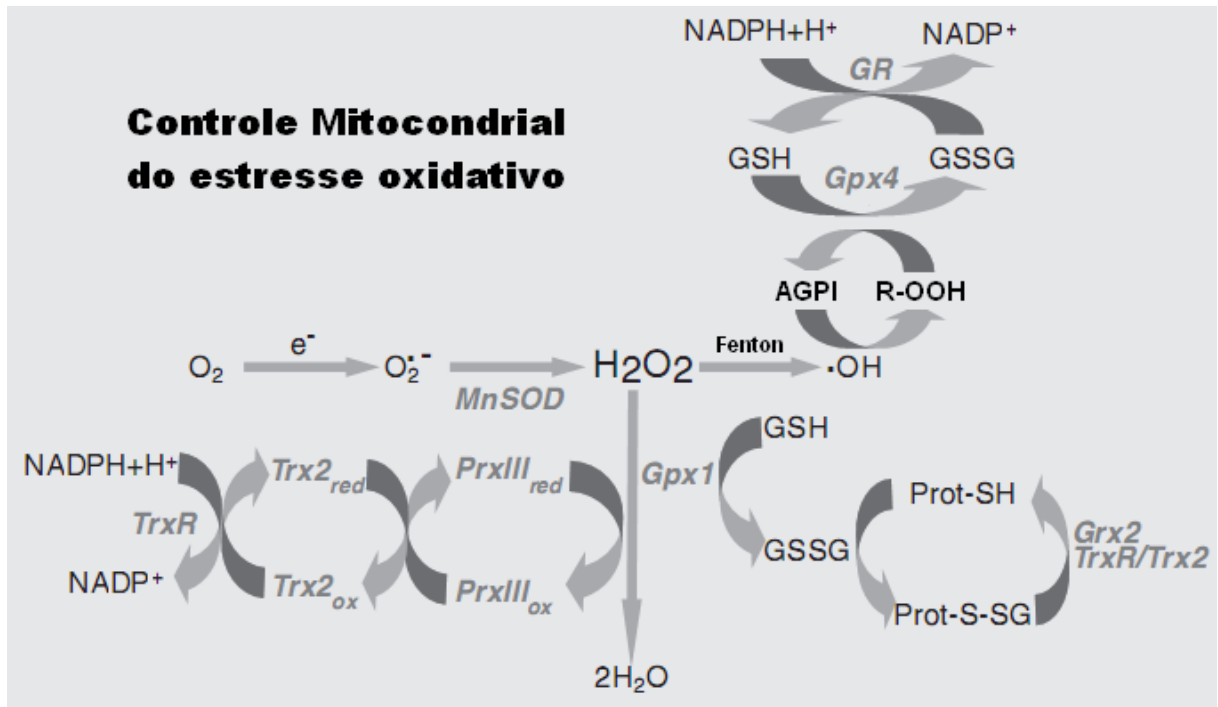 NADPH+H⁺
NADP⁺
GR
Controle Mitocondrial
do estresse oxidativo
GSH
GSSG
Gpx4
AGPI
R-OOH
O₂
e⁻
O₂·⁻
MnSOD
H₂O₂
Fenton
·OH
NADPH+H⁺
TrxR
NADP⁺
Trx2red
Trx2ox
PrxIIIred
PrxIIIox
Gpx1
GSH
GSSG
Prot-SH
Prot-S-SG
Grx2
TrxR/Trx2
2H₂O